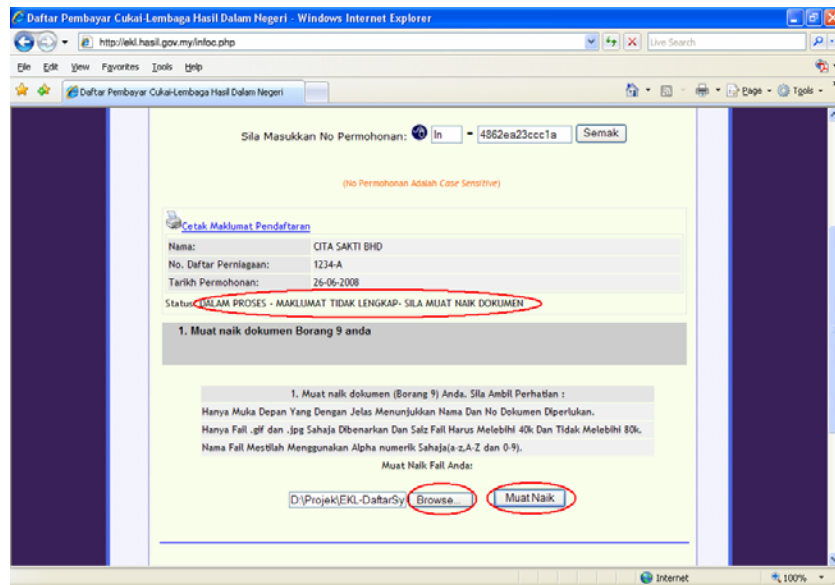 Daftar Pembayar Cukai-Lembaga Hasil Dalam Negeri - Windows Internet Explorer
http://ekl.hasil.gov.my/infoc.php
Live Search
File Edit View Favorites Tools Help
Daftar Pembayar Cukai-Lembaga Hasil Dalam Negeri
Page Tools
Sila Masukkan No Permohonan: In - 4862ea23ccc1a Semak
(No Permohonan Adalah Case Sensitive)
Cetak Maklumat Pendaftaran
Nama: CITA SAKTI BHD
No. Daftar Perniagaan: 1234-A
Tarikh Permohonan: 26-06-2008
Status: DALAM PROSES - MAKLUMAT TIDAK LENGKAP- SILA MUAT NAIK DOKUMEN
1. Muat naik dokumen Borang 9 anda
1. Muat naik dokumen (Borang 9) Anda. Sila Ambil Perhatian :
Hanya Muka Depan Yang Dengan Jelas Menunjukkan Nama Dan No Dokumen Diperlukan.
Hanya Fail .gif dan .jpg Sahaja Dibenarkan Dan Saiz Fail Harus Melebihi 40k Dan Tidak Melebihi 80k.
Nama Fail Mestilah Menggunakan Alpha numerik Sahaja(a-z,A-Z dan 0-9).
Muat Naik Fail Anda:
D:\Projek\EKL-DaftarSy Browse... Muat Naik
Internet 100%